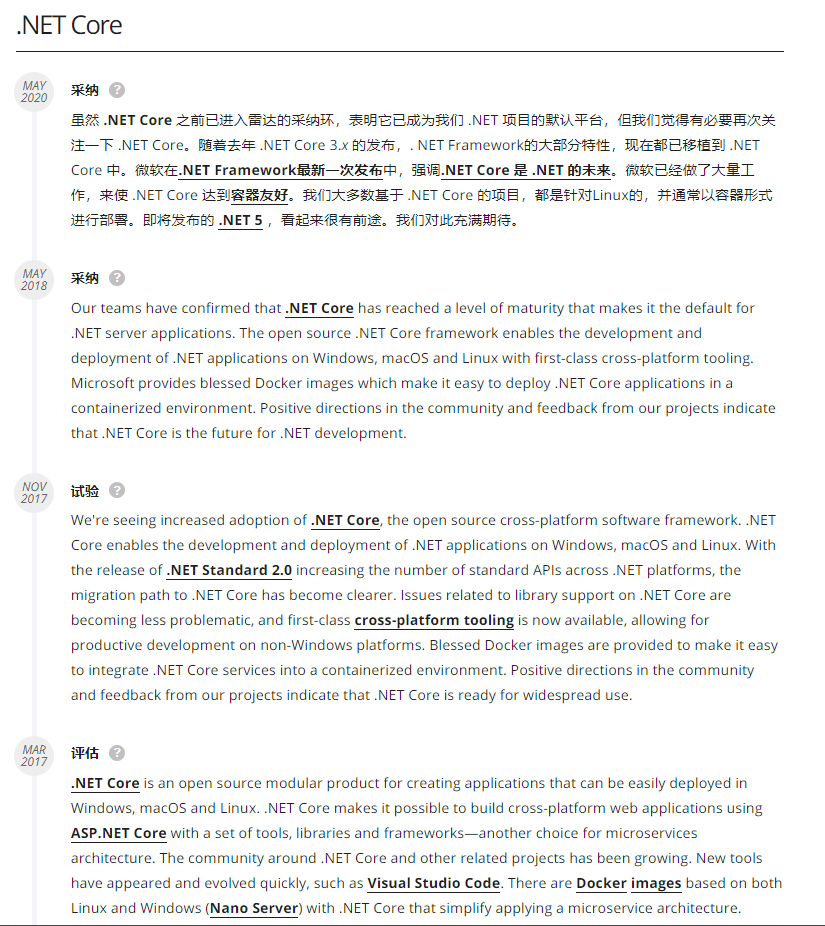 .NET Core
MAY
2020
采纳 ?
虽然 .NET Core 之前已进入雷达的采纳环，表明它已成为我们 .NET 项目的默认平台，但我们觉得有必要再次关
注一下 .NET Core。随着去年 .NET Core 3.x 的发布，. NET Framework的大部分特性，现在都已移植到 .NET
Core 中。微软在.NET Framework最新一次发布中，强调.NET Core 是 .NET 的未来。微软已经做了大量工
作，来使 .NET Core 达到容器友好。我们大多数基于 .NET Core 的项目，都是针对Linux的，并通常以容器形式
进行部署。即将发布的 .NET 5 ，看起来很有前途。我们对此充满期待。
MAY
2018
采纳 ?
Our teams have confirmed that .NET Core has reached a level of maturity that makes it the default for
.NET server applications. The open source .NET Core framework enables the development and
deployment of .NET applications on Windows, macOS and Linux with first-class cross-platform tooling.
Microsoft provides blessed Docker images which make it easy to deploy .NET Core applications in a
containerized environment. Positive directions in the community and feedback from our projects indicate
that .NET Core is the future for .NET development.
NOV
2017
试验 ?
We're seeing increased adoption of .NET Core, the open source cross-platform software framework. .NET
Core enables the development and deployment of .NET applications on Windows, macOS and Linux. With
the release of .NET Standard 2.0 increasing the number of standard APIs across .NET platforms, the
migration path to .NET Core has become clearer. Issues related to library support on .NET Core are
becoming less problematic, and first-class cross-platform tooling is now available, allowing for
productive development on non-Windows platforms. Blessed Docker images are provided to make it easy
to integrate .NET Core services into a containerized environment. Positive directions in the community
and feedback from our projects indicate that .NET Core is ready for widespread use.
MAR
2017
评估 ?
.NET Core is an open source modular product for creating applications that can be easily deployed in
Windows, macOS and Linux. .NET Core makes it possible to build cross-platform web applications using
ASP.NET Core with a set of tools, libraries and frameworks—another choice for microservices
architecture. The community around .NET Core and other related projects has been growing. New tools
have appeared and evolved quickly, such as Visual Studio Code. There are Docker images based on both
Linux and Windows (Nano Server) with .NET Core that simplify applying a microservice architecture.